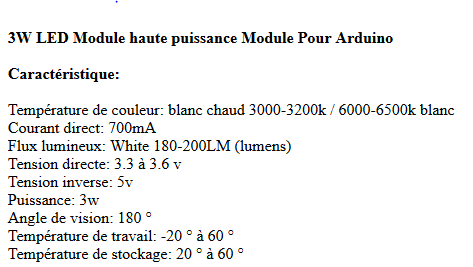 3W LED Module haute puissance Module Pour Arduino
Caractéristique:
Température de couleur: blanc chaud 3000-3200k / 6000-6500k blanc
Courant direct: 700mA
Flux lumineux: White 180-200LM (lumens)
Tension directe: 3.3 à 3.6 v
Tension inverse: 5v
Puissance: 3w
Angle de vision: 180 °
Température de travail: -20 ° à 60 °
Température de stockage: 20 ° à 60 °